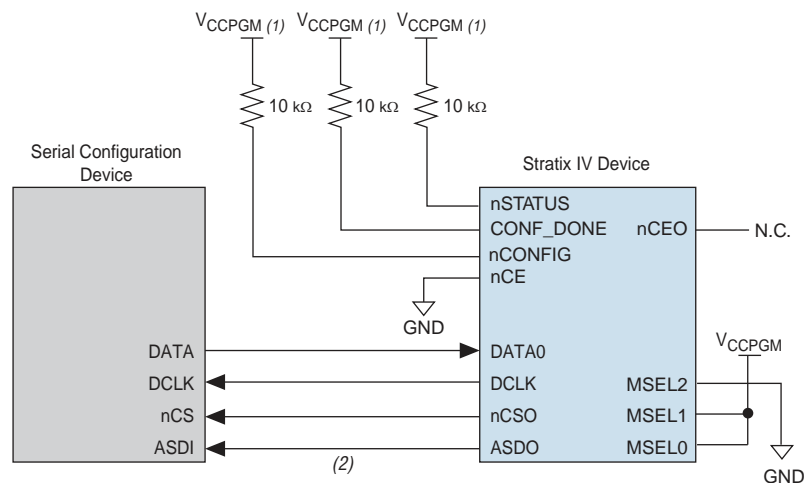 VCCPGM (1) VCCPGM (1) VCCPGM (1)
10 kΩ 10 kΩ 10 kΩ
Serial Configuration
Device
Stratix IV Device
nSTATUS
CONF_DONE nCEO N.C.
nCONFIG
nCE
GND
VCCPGM
DATA DATA0
DCLK DCLK MSEL2
nCS nCSO MSEL1
ASDI (2) ASDO MSEL0
GND